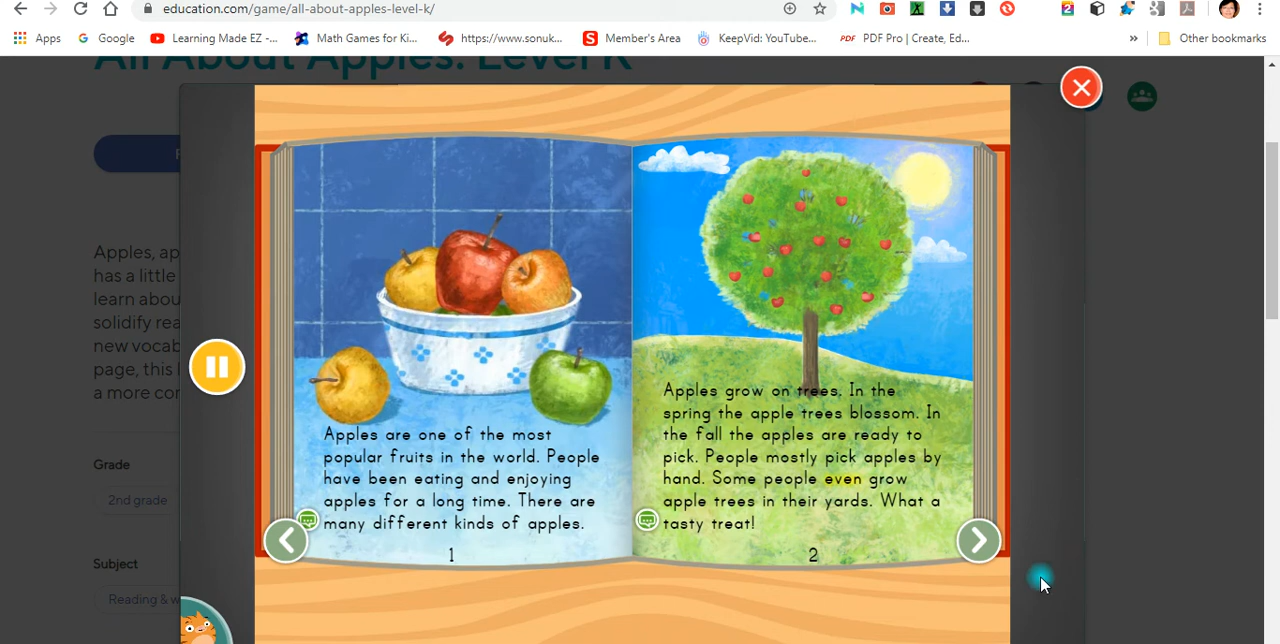 education.com/game/all-about-apples-level-k/
Apps
Google
Learning Made EZ -...
Math Games for Ki...
https://www.sonuk...
Member's Area
KeepVid: YouTube...
PDF Pro | Create, Ed...
»
Other bookmarks
All About Apples: Level K
Apples, ap
has a little
learn abou
solidify rea
new vocab
page, this
a more cor
Grade
2nd grade
Subject
Reading & w
Apples are one of the most
popular fruits in the world. People
have been eating and enjoying
apples for a long time. There are
many different kinds of apples.
1
Apples grow on trees. In the
spring the apple trees blossom. In
the fall the apples are ready to
pick. People mostly pick apples by
hand. Some people even grow
apple trees in their yards. What a
tasty treat!
2